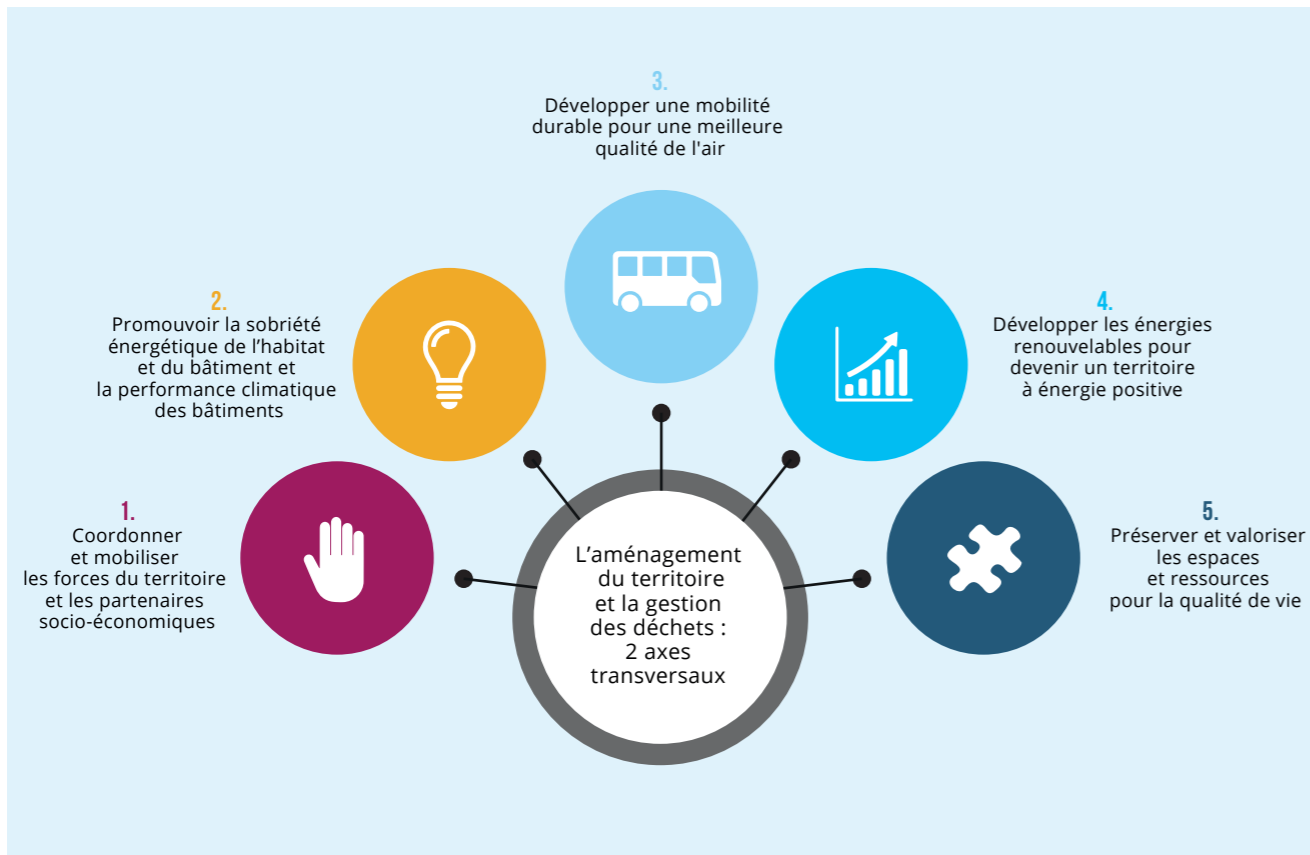 1.
Coordonner
et mobiliser
les forces du territoire
et les partenaires
socio-économiques
2.
Promouvoir la sobriété
énergétique de l’habitat
et du bâtiment et
la performance climatique
des bâtiments
3.
Développer une mobilité
durable pour une meilleure
qualité de l'air
4.
Développer les énergies
renouvelables pour
devenir un territoire
à énergie positive
5.
Préserver et valoriser
les espaces
et ressources
pour la qualité de vie
L’aménagement
du territoire
et la gestion
des déchets :
2 axes
transversaux